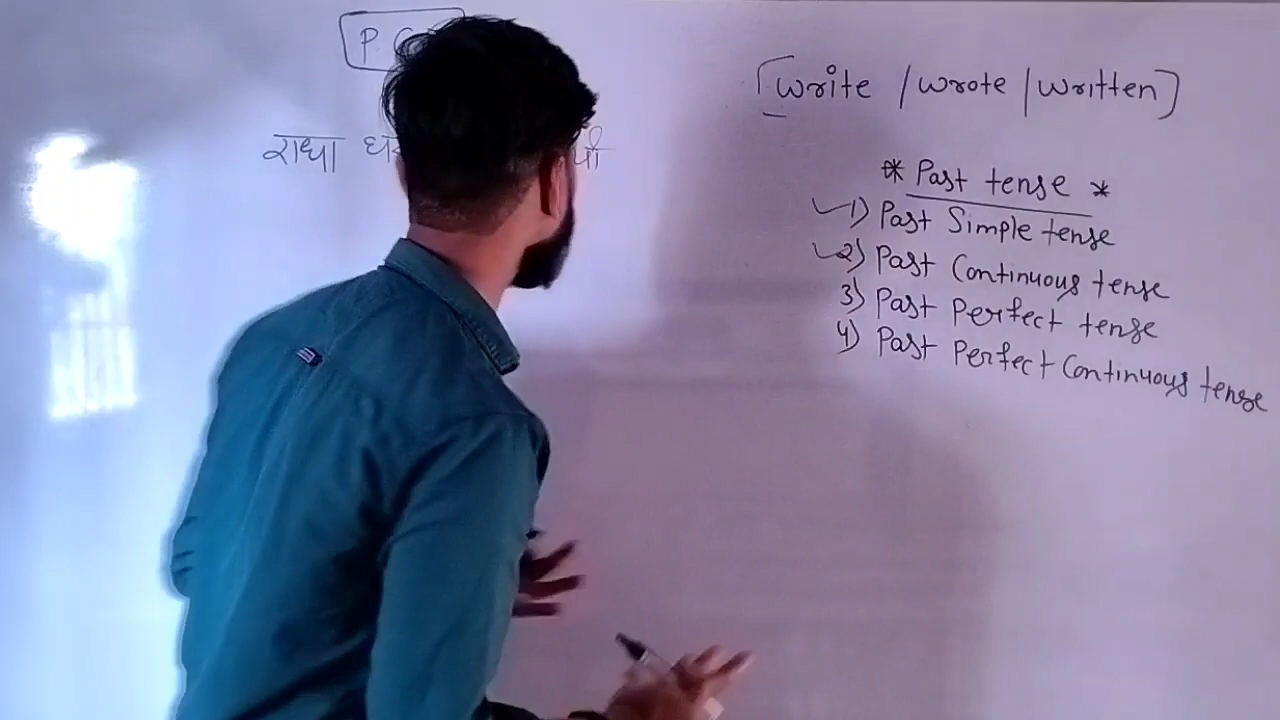 P.
राधा
[write / wrote / written]
* Past tense *
1) Past Simple tense
2) Past Continuous tense
3) Past Perfect tense
4) Past Perfect Continuous tense